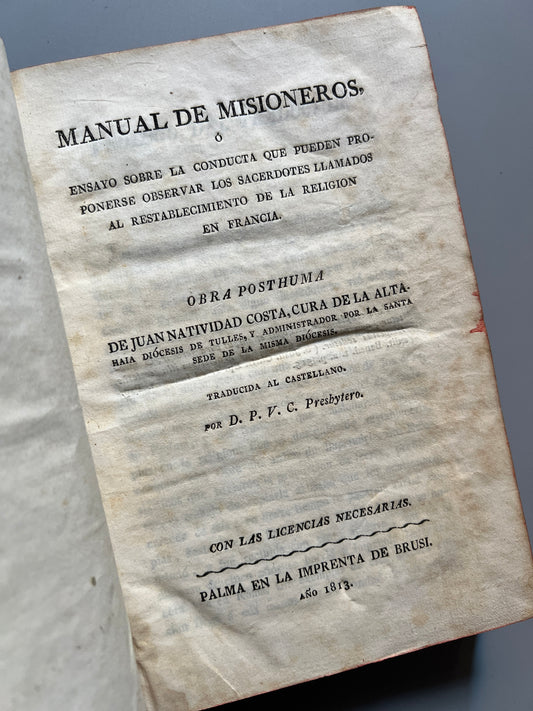 MANUAL DE MISIONEROS,
Ó
ENSAYO SOBRE LA CONDUCTA QUE PUEDEN PRO-
PONERSE OBSERVAR LOS SACERDOTES LLAMADOS
AL RESTABLECIMIENTO DE LA RELIGION
EN FRANCIA.
OBRA POSTHUMA
DE JUAN NATIVIDAD COSTA, CURA DE LA ALTA-
HAIA DIÓCESIS DE TULLES, Y ADMINISTRADOR POR LA SANTA
SEDE DE LA MISMA DIÓCESIS.
TRADUCIDA AL CASTELLANO.
POR D. P. V. C. Presbytero.
CON LAS LICENCIAS NECESARIAS.
PALMA EN LA IMPRENTA DE BRUSI.
AÑO 1813.